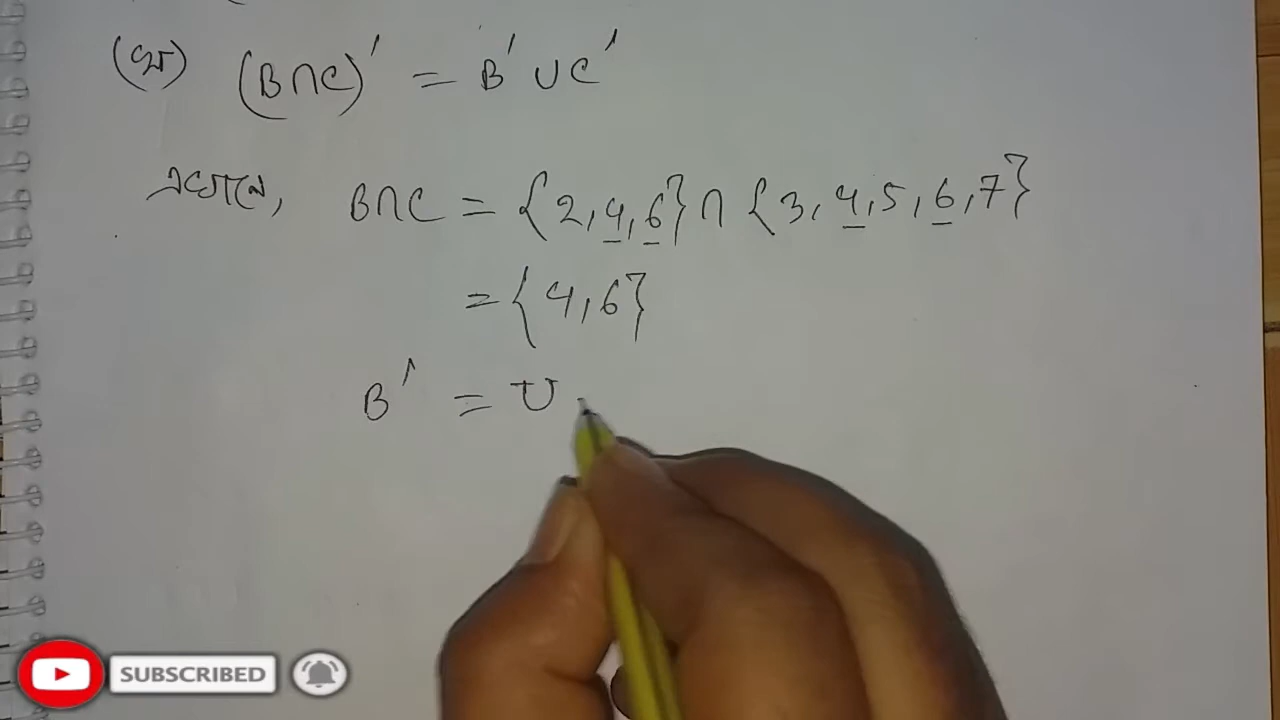 (খ) (B∩C)' = B' ∪ C'
এখানে, B∩C = {2, 4, 6} ∩ {3, 4, 5, 6, 7}
= {4, 6}
B' = U
SUBSCRIBED